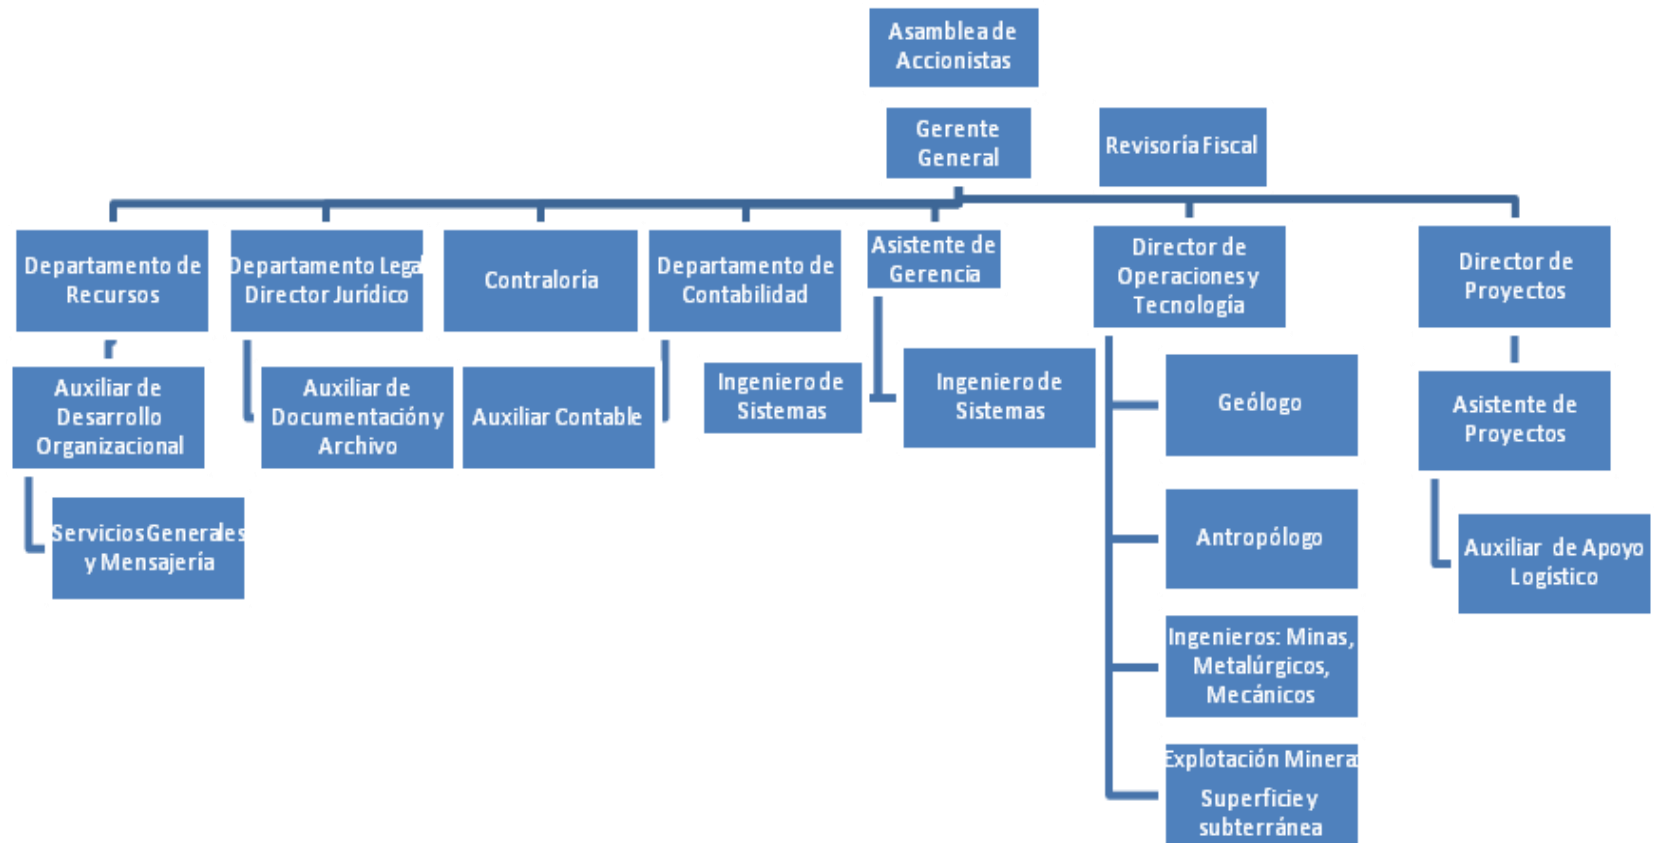 Asamblea de
Accionistas
Gerente
General
Revisoría Fiscal
Departamento de
Recursos
Departamento Legal
Director Jurídico
Contraloría
Departamento de
Contabilidad
Asistente de
Gerencia
Director de
Operaciones y
Tecnología
Director de
Proyectos
Auxiliar de
Desarrollo
Organizacional
Auxiliar de
Documentación y
Archivo
Auxiliar Contable
Ingeniero de
Sistemas
Ingeniero de
Sistemas
Geólogo
Asistente de
Proyectos
Servicios Generales
y Mensajería
Antropólogo
Auxiliar de Apoyo
Logístico
Ingenieros: Minas,
Metalúrgicos,
Mecánicos
Explotación Minera:
Superficie y
subterránea